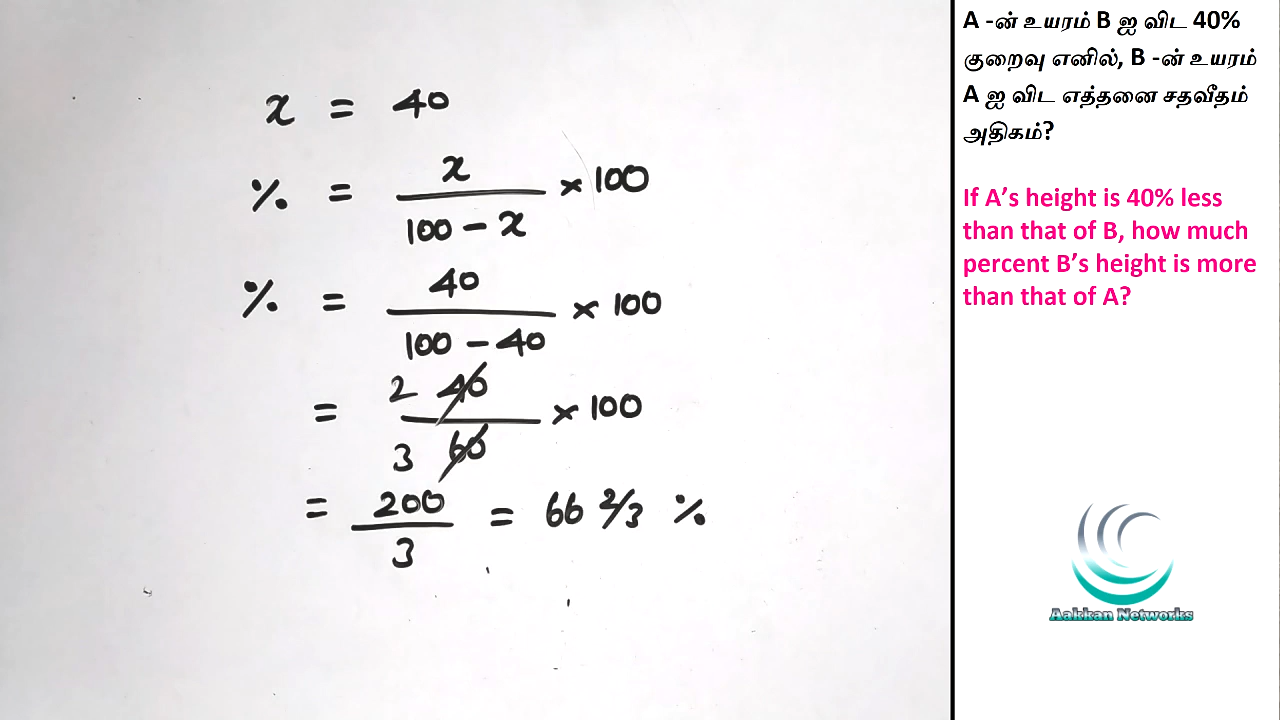 x = 40
% = x / 100 - x × 100
% = 40 / 100 - 40 × 100
= 2 40 / 3 60 × 100
= 200 / 3 = 66 2/3 %
A -ன் உயரம் B ஐ விட 40%
குறைவு எனில், B -ன் உயரம்
A ஐ விட எத்தனை சதவீதம்
அதிகம்?
If A’s height is 40% less
than that of B, how much
percent B’s height is more
than that of A?
Aakkan Networks